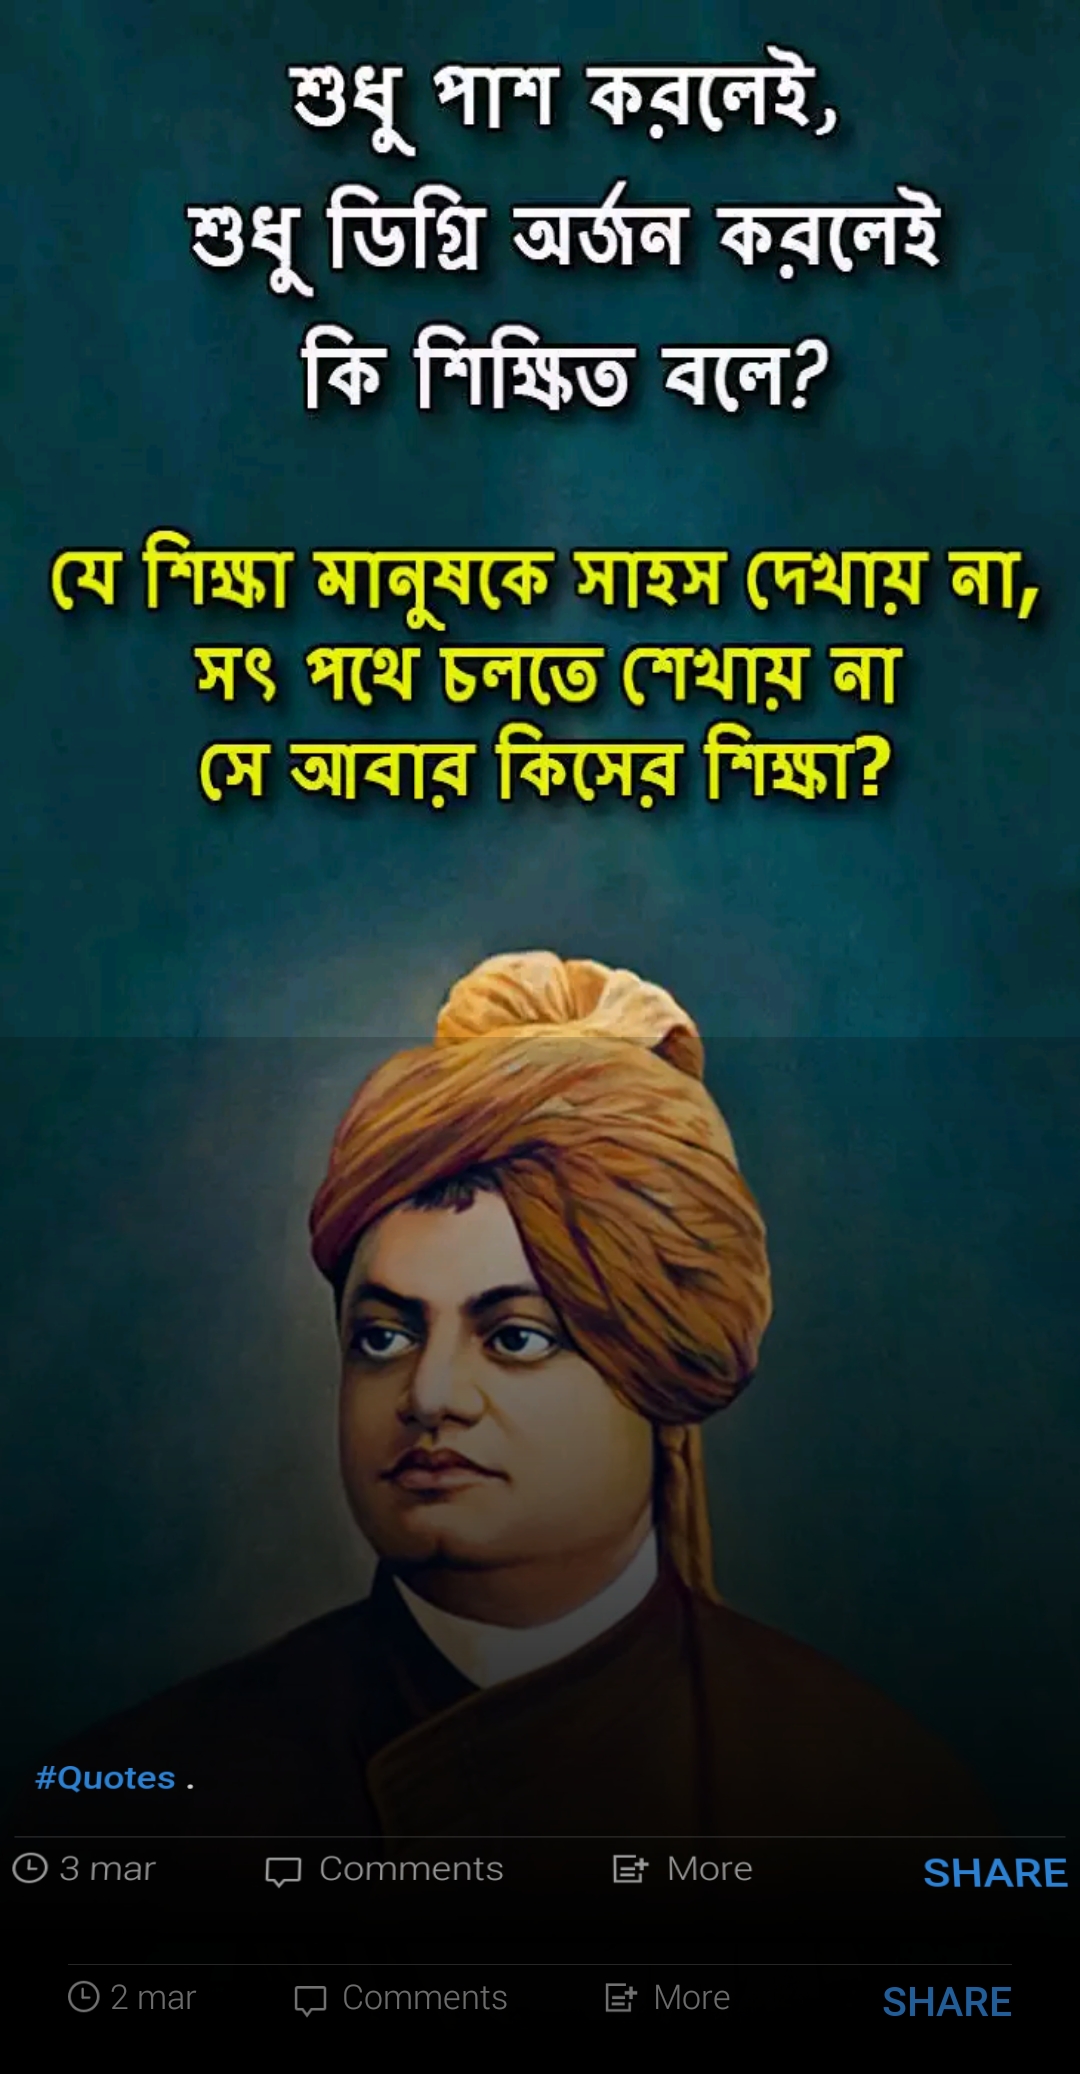 শুধু পাশ করলেই,
শুধু ডিগ্রি অর্জন করলেই
কি শিক্ষিত বলে?
যে শিক্ষা মানুষকে সাহস দেখায় না,
সৎ পথে চলতে শেখায় না
সে আবার কিসের শিক্ষা?
#Quotes .
3 mar Comments More SHARE
2 mar Comments More SHARE